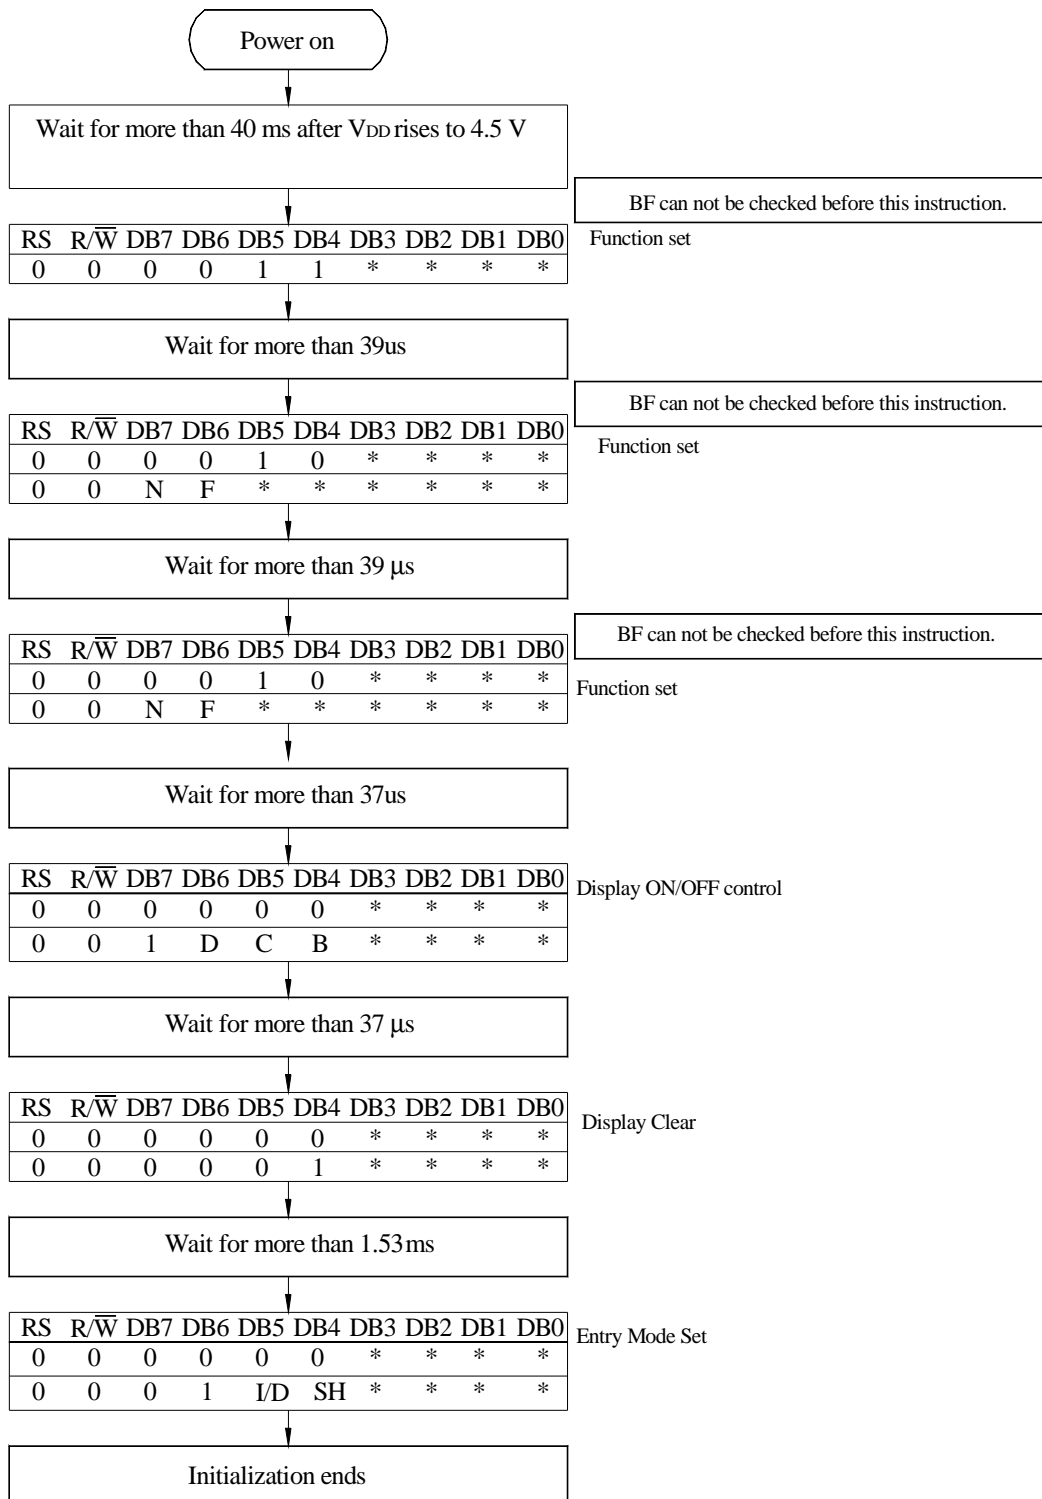 Power on
Wait for more than 40 ms after VDD rises to 4.5 V
BF can not be checked before this instruction.
RS R/W̅ DB7 DB6 DB5 DB4 DB3 DB2 DB1 DB0
Function set
0 0 0 0 1 1 * * * *
Wait for more than 39us
BF can not be checked before this instruction.
RS R/W̅ DB7 DB6 DB5 DB4 DB3 DB2 DB1 DB0
Function set
0 0 0 0 1 0 * * * *
0 0 N F * * * * * *
Wait for more than 39 μs
BF can not be checked before this instruction.
RS R/W̅ DB7 DB6 DB5 DB4 DB3 DB2 DB1 DB0
0 0 0 0 1 0 * * * *
Function set
0 0 N F * * * * * *
Wait for more than 37us
RS R/W̅ DB7 DB6 DB5 DB4 DB3 DB2 DB1 DB0
Display ON/OFF control
0 0 0 0 0 0 * * * *
0 0 1 D C B * * * *
Wait for more than 37 μs
RS R/W̅ DB7 DB6 DB5 DB4 DB3 DB2 DB1 DB0
Display Clear
0 0 0 0 0 0 * * * *
0 0 0 0 0 1 * * * *
Wait for more than 1.53ms
RS R/W̅ DB7 DB6 DB5 DB4 DB3 DB2 DB1 DB0
Entry Mode Set
0 0 0 0 0 0 * * * *
0 0 0 1 I/D SH * * * *
Initialization ends